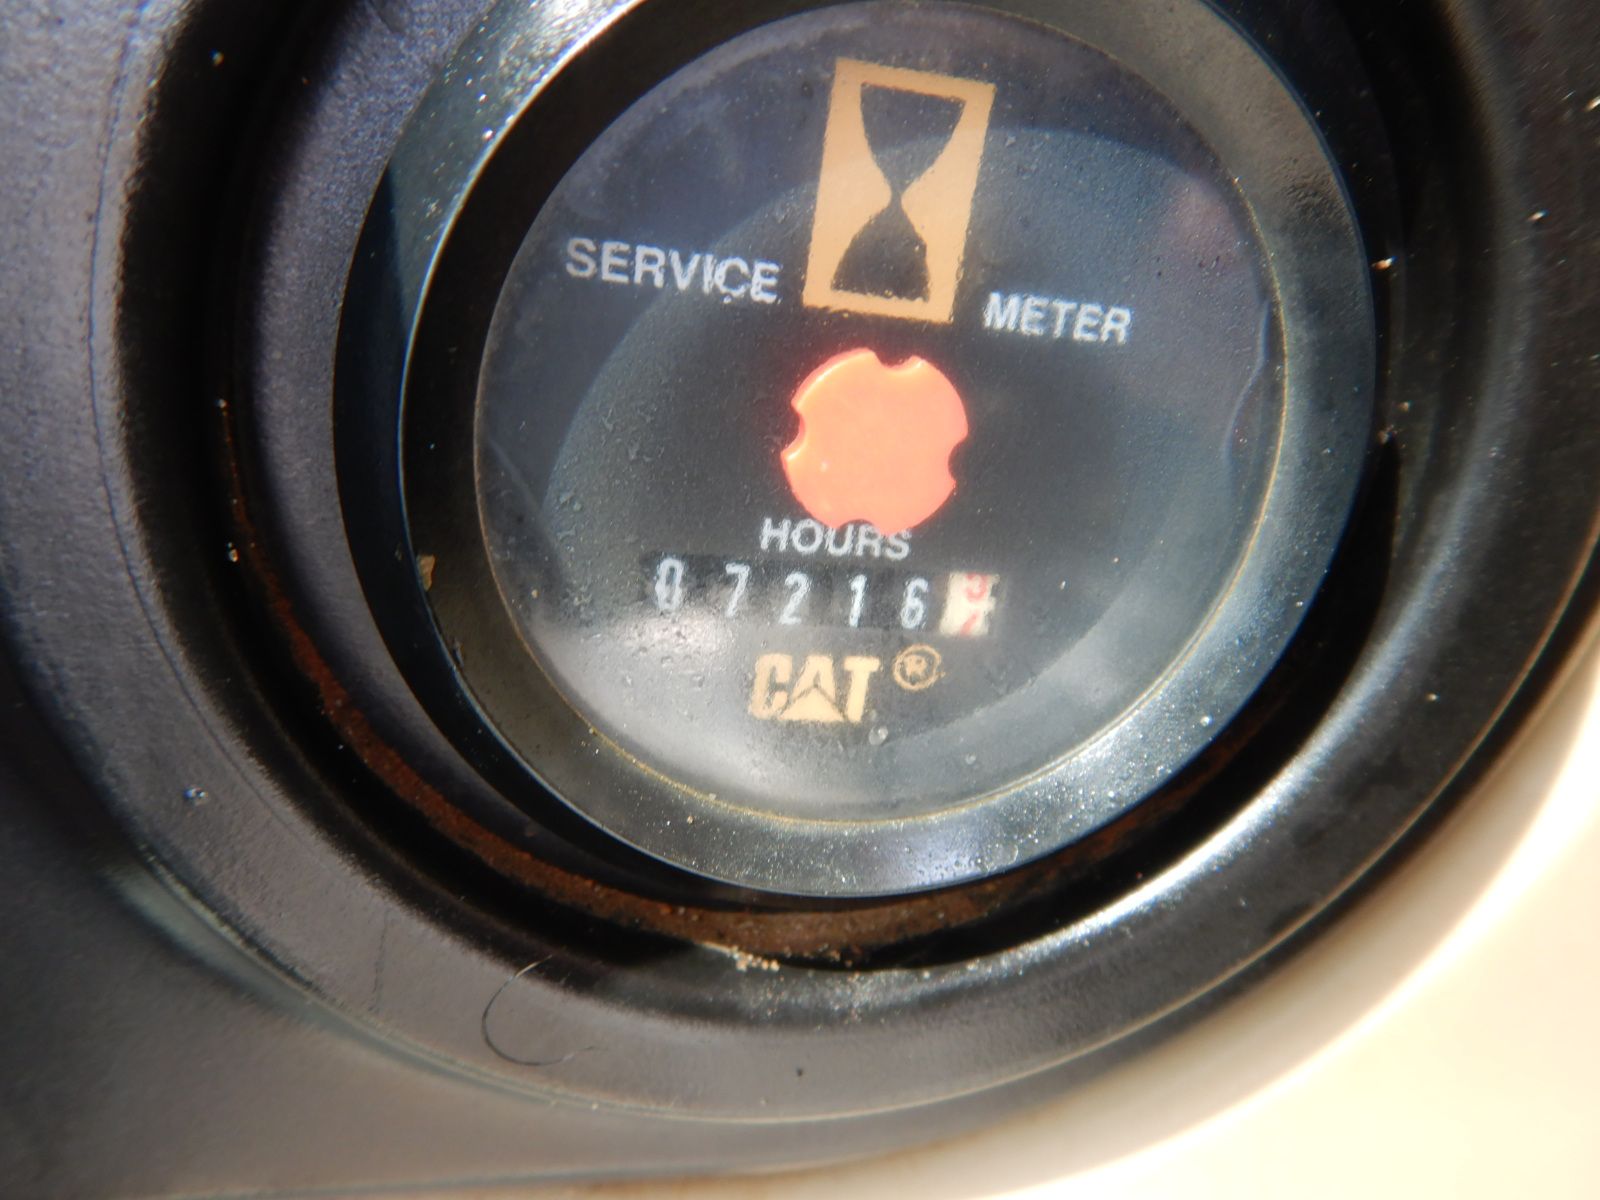 SERVICE METER
HOURS
07216
CAT ®